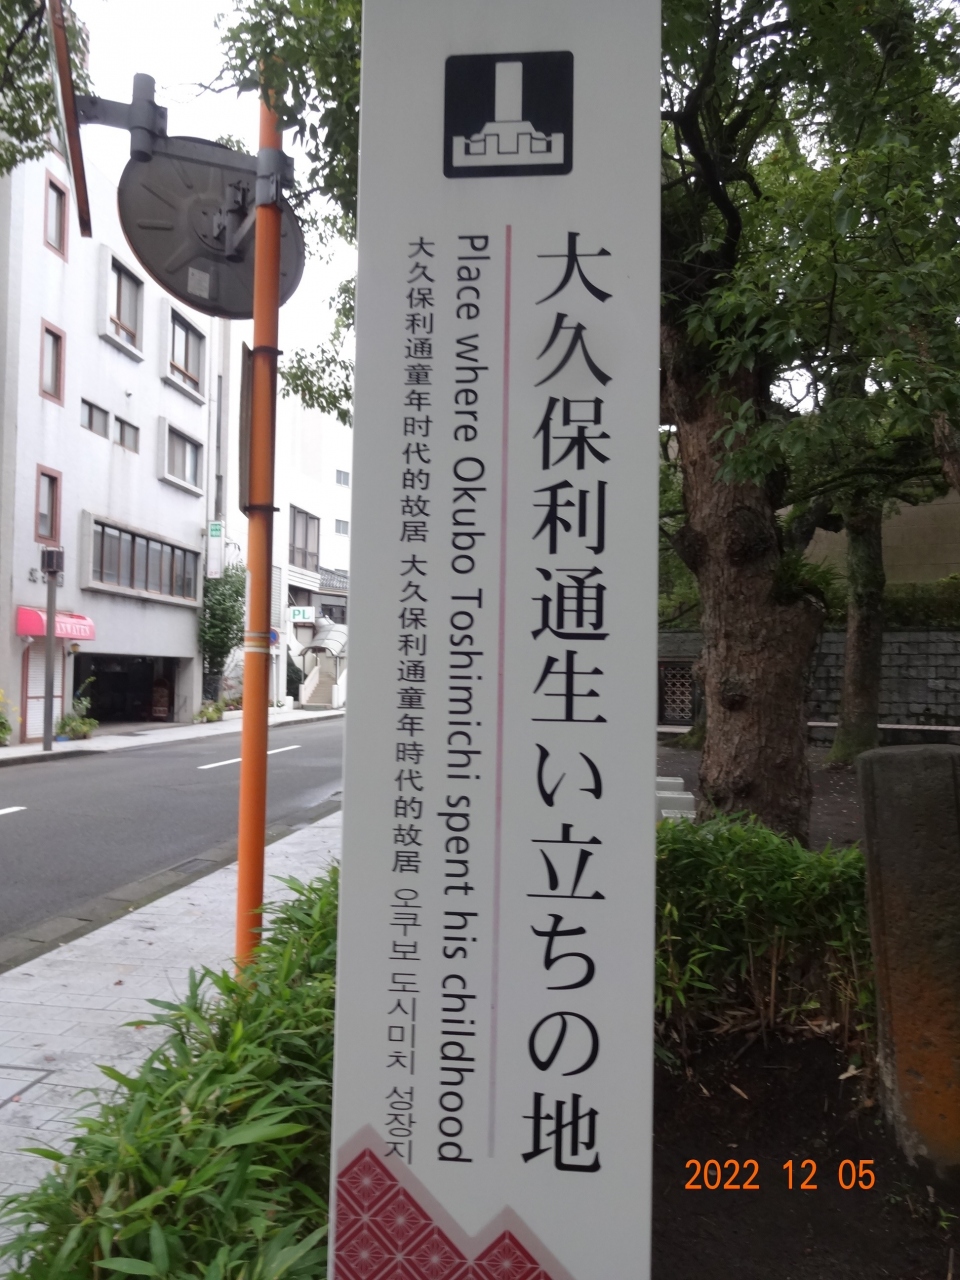 大久保利通生い立ちの地
Place where Okubo Toshimichi spent his childhood
大久保利通童年时代的故居 大久保利通童年時代的故居 오쿠보 도시미치 성장지
PL
2022 12 05